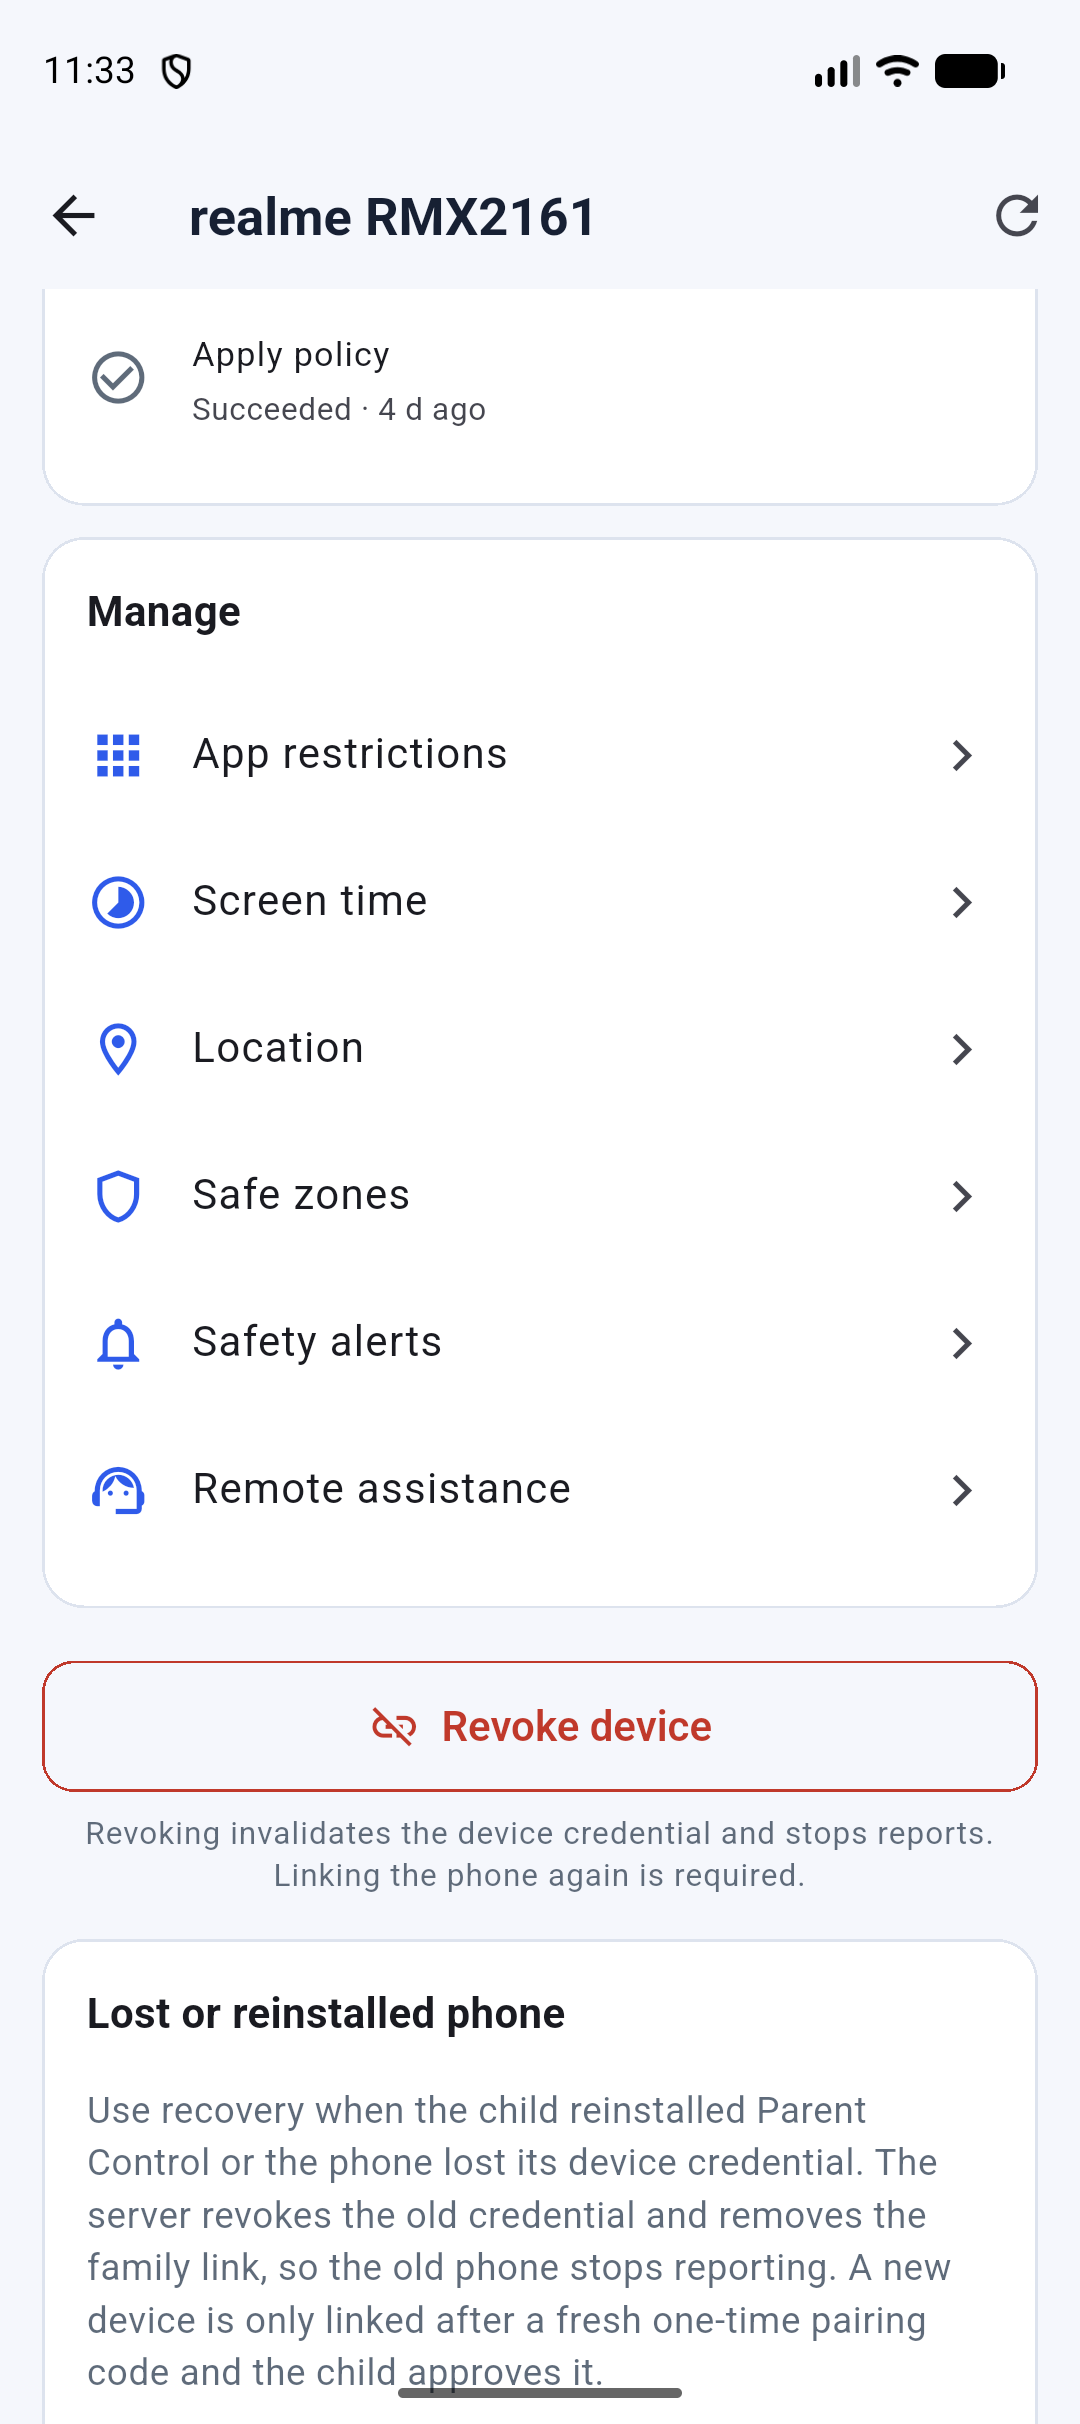 11:33
realme RMX2161
Apply policy
Succeeded · 4 d ago
Manage
App restrictions
Screen time
Location
Safe zones
Safety alerts
Remote assistance
Revoke device
Revoking invalidates the device credential and stops reports.
Linking the phone again is required.
Lost or reinstalled phone
Use recovery when the child reinstalled Parent
Control or the phone lost its device credential. The
server revokes the old credential and removes the
family link, so the old phone stops reporting. A new
device is only linked after a fresh one-time pairing
code and the child approves it.